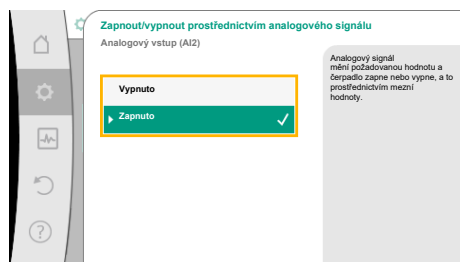 Zapnout/vypnout prostřednictvím analogového signálu
Analogový vstup (AI2)
Vypnuto
Zapnuto
Analogový signál
mění požadovanou hodnotu a
čerpadlo zapne nebo vypne, a to
prostřednictvím mezní
hodnoty.
?